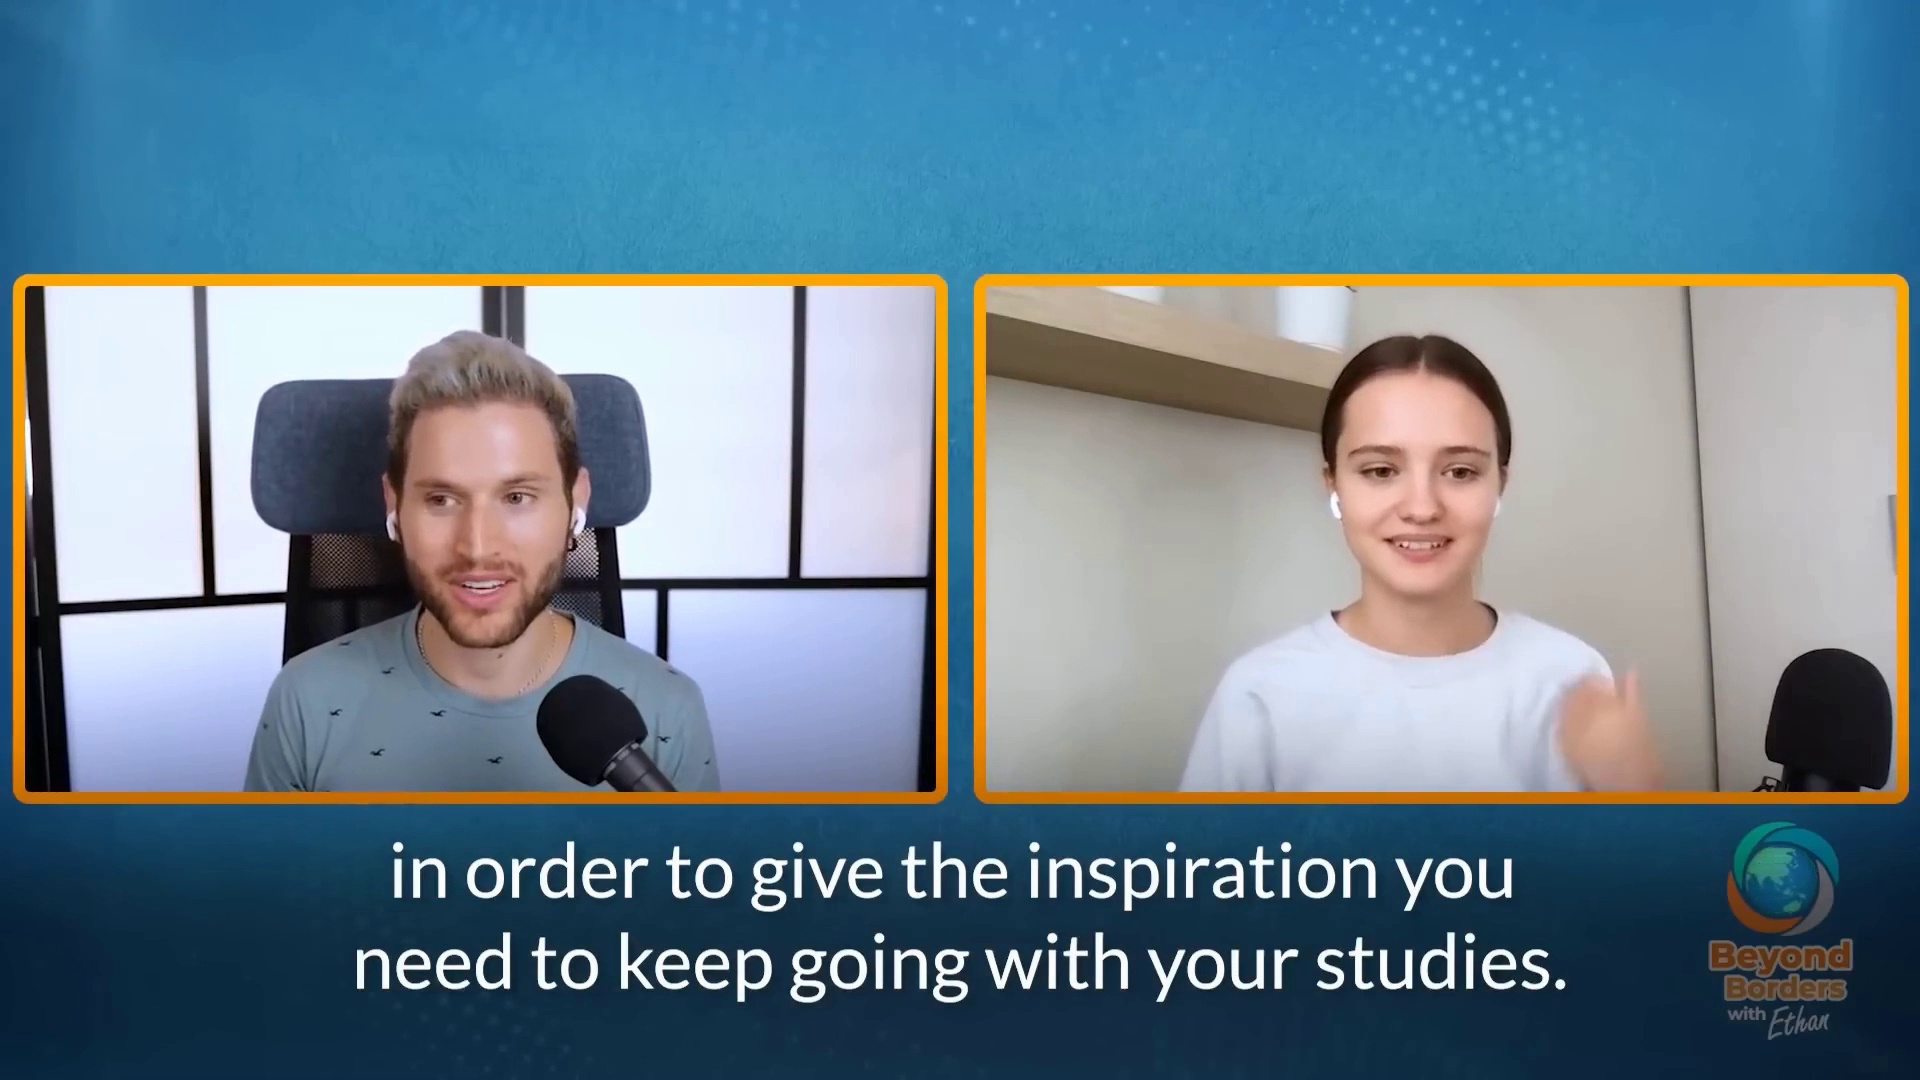 in order to give the inspiration you
need to keep going with your studies.
Beyond
Borders
with Ethan